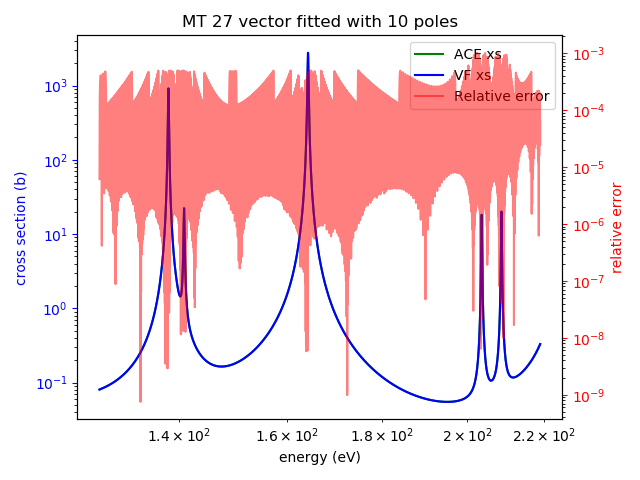 MT 27 vector fitted with 10 poles
ACE xs
VF xs
Relative error
cross section (b)
10³
10²
10¹
10⁰
10⁻¹
10⁻³
10⁻⁴
10⁻⁵
10⁻⁶
10⁻⁷
10⁻⁸
10⁻⁹
relative error
1.4 × 10²
1.6 × 10²
1.8 × 10²
2 × 10²
2.2 × 10²
energy (eV)